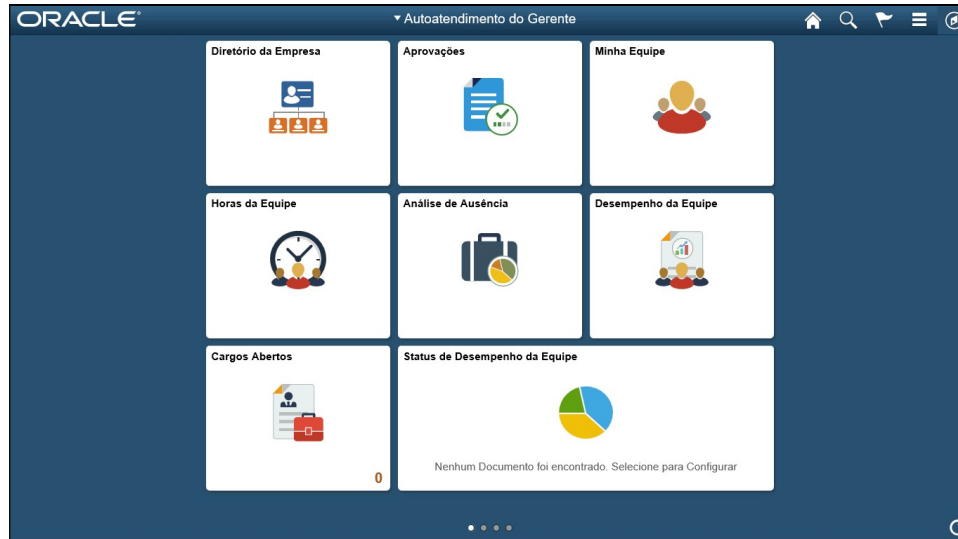 ORACLE
Autoatendimento do Gerente
Diretório da Empresa
Aprovações
Minha Equipe
Horas da Equipe
Análise de Ausência
Desempenho da Equipe
Cargos Abertos
Status de Desempenho da Equipe
Nenhum Documento foi encontrado. Selecione para Configurar
0